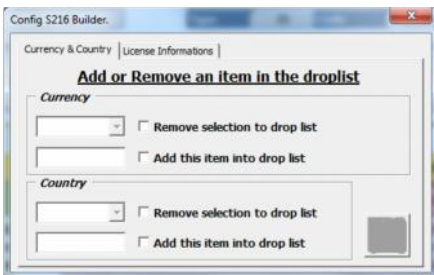 Config S216 Builder.
Currency & Country
License Informations
Add or Remove an item in the droplist
Currency
Remove selection to drop list
Add this item into drop list
Country
Remove selection to drop list
Add this item into drop list